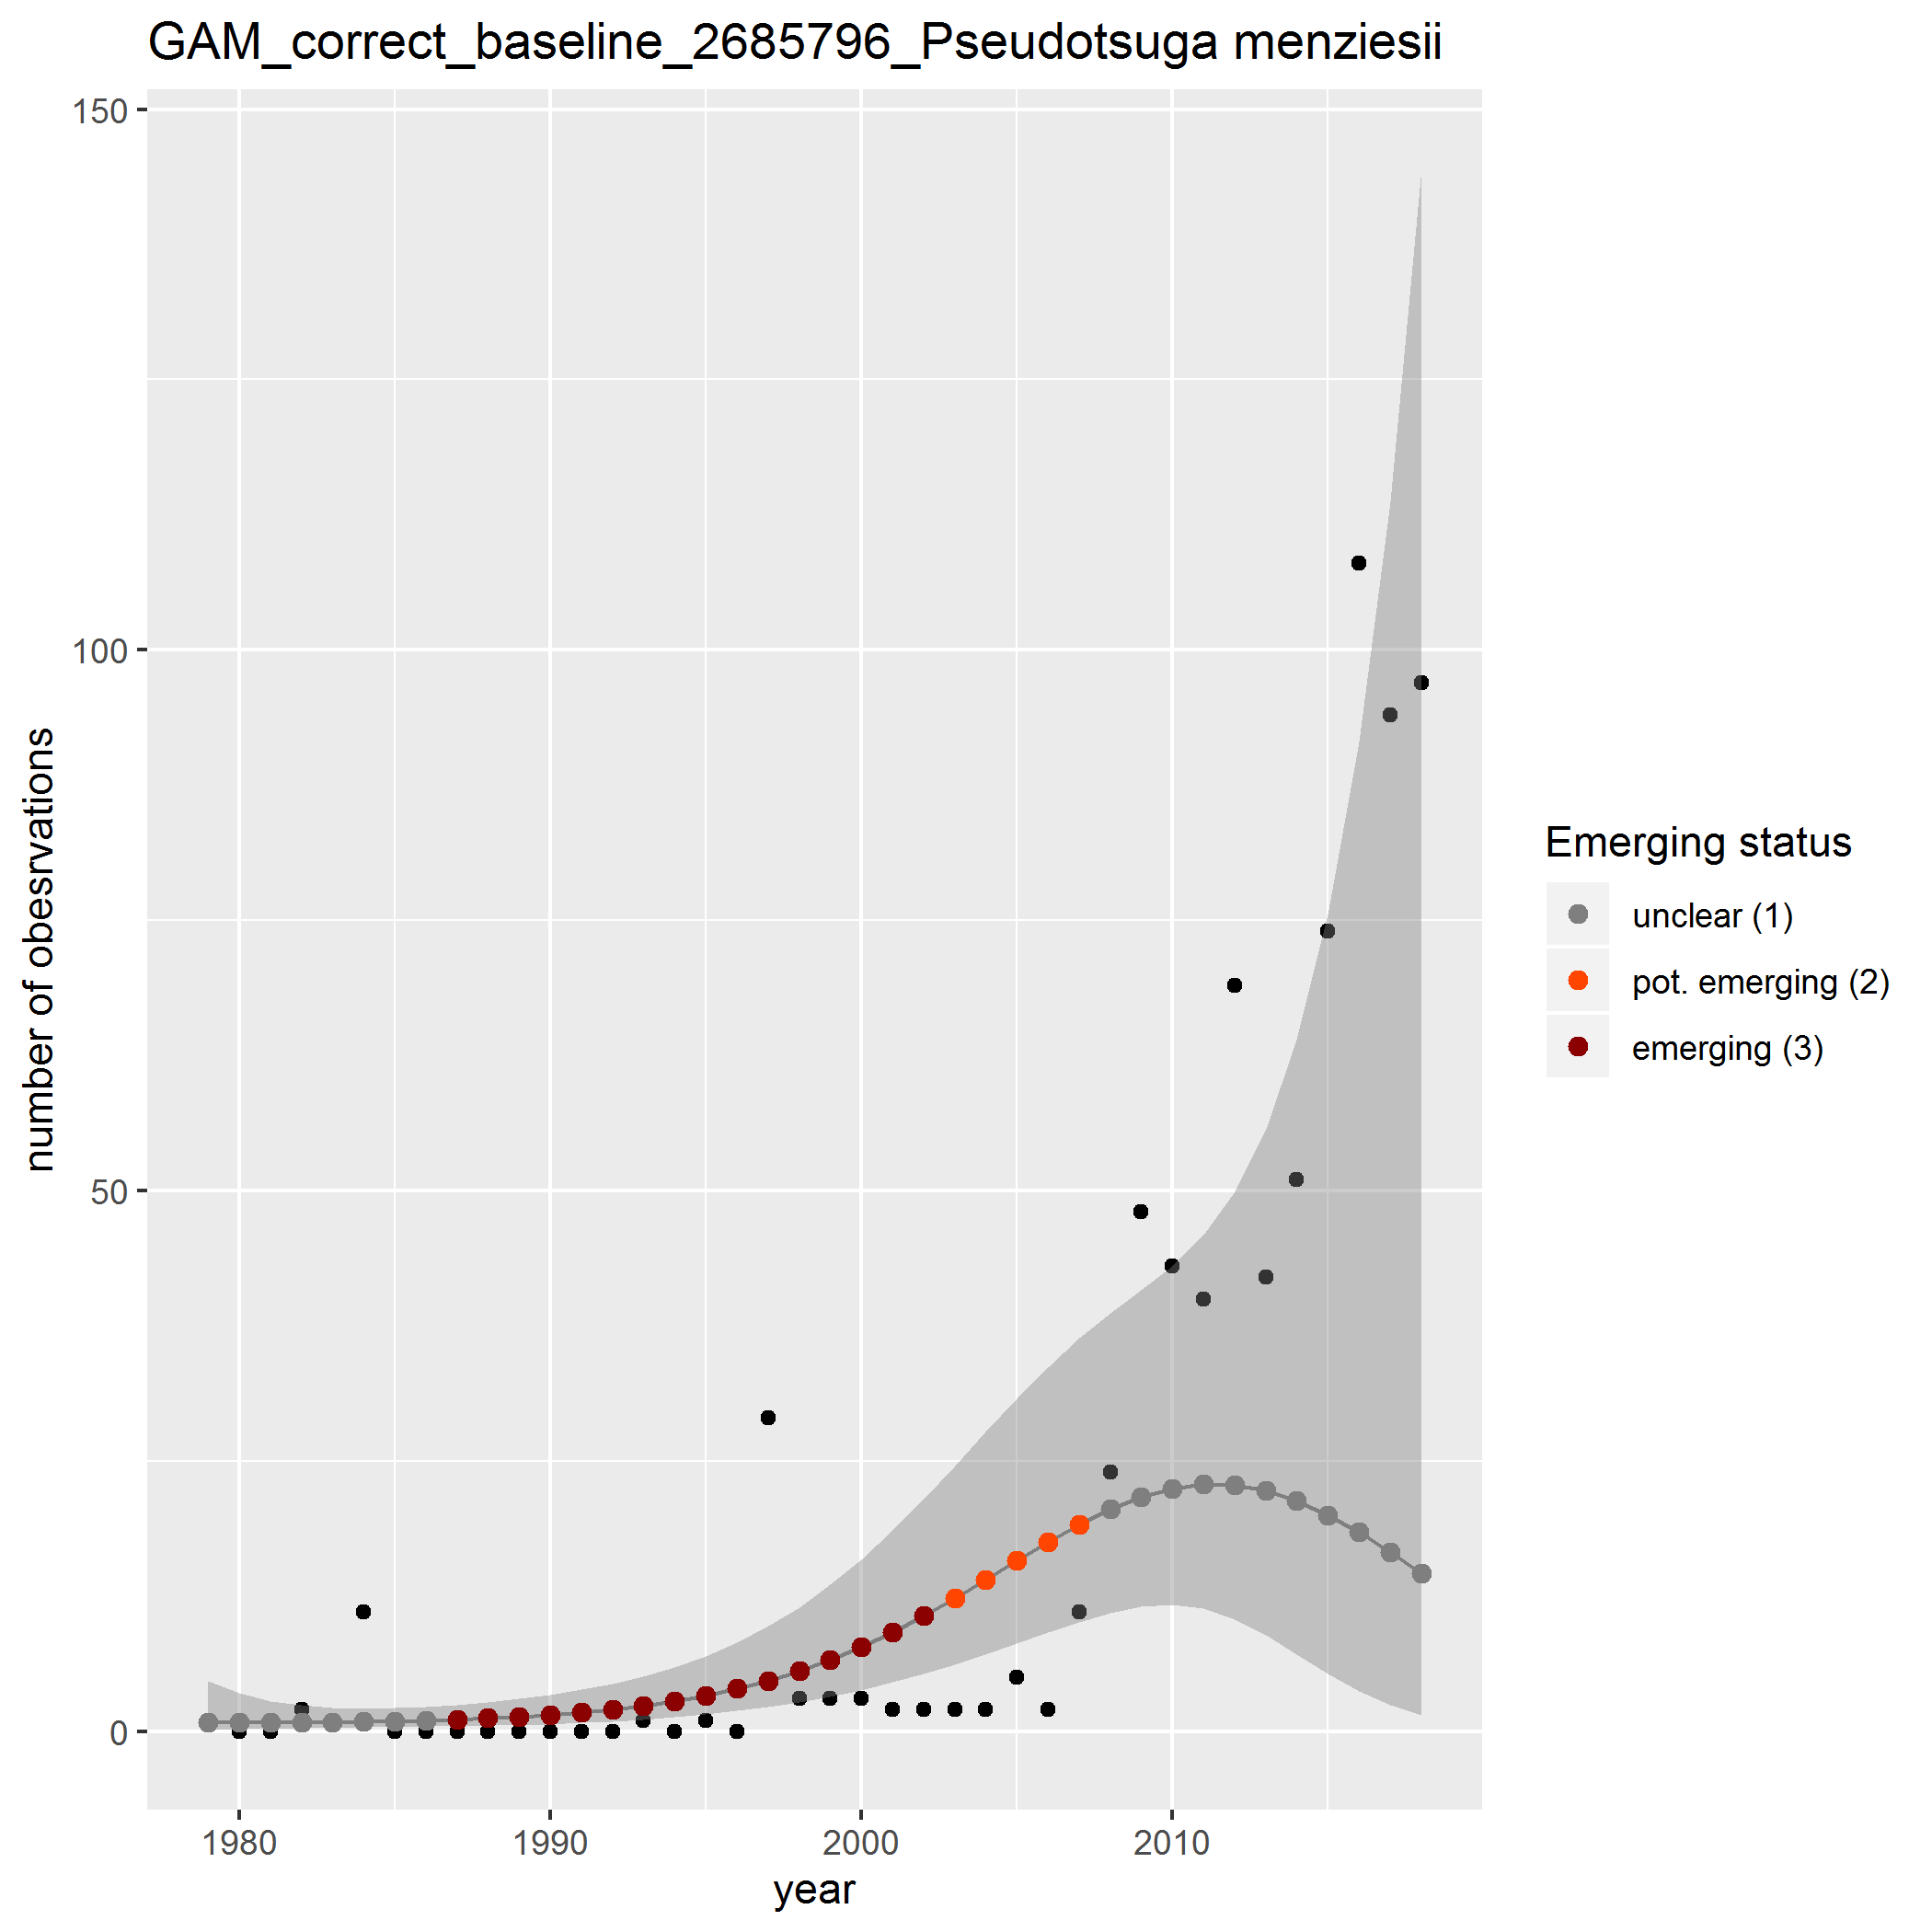 GAM_correct_baseline_2685796_Pseudotsuga menziesii
150
100
50
0
number of obesrvations
1980 1990 2000 2010
year
Emerging status
unclear (1)
pot. emerging (2)
emerging (3)